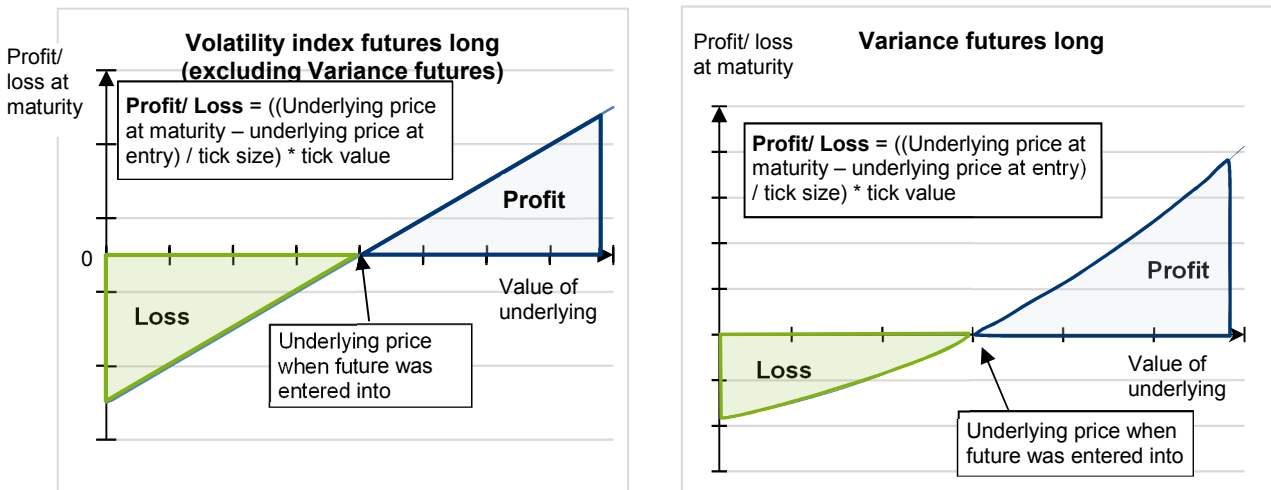 Volatility index futures long
(excluding Variance futures)
Profit/
loss at
maturity
Profit/ Loss = ((Underlying price
at maturity – underlying price at
entry) / tick size) * tick value
Profit
0
Loss
Value of
underlying
Underlying price
when future was
entered into
Variance futures long
Profit/ loss
at maturity
Profit/ Loss = ((Underlying price at
maturity – underlying price at entry)
/ tick size) * tick value
Profit
Loss
Value of
underlying
Underlying price when
future was entered into